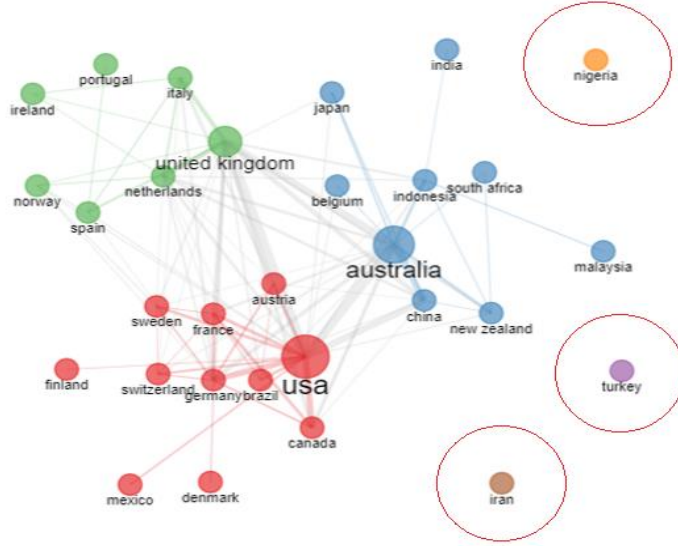 india
nigeria
portugal
italy
ireland
japan
united kingdom
netherlands
norway
spain
belgium
indonesia
south africa
australia
malaysia
austria
sweden
france
china
new zealand
usa
finland
switzerland
germany
brazil
turkey
canada
mexico
denmark
iran